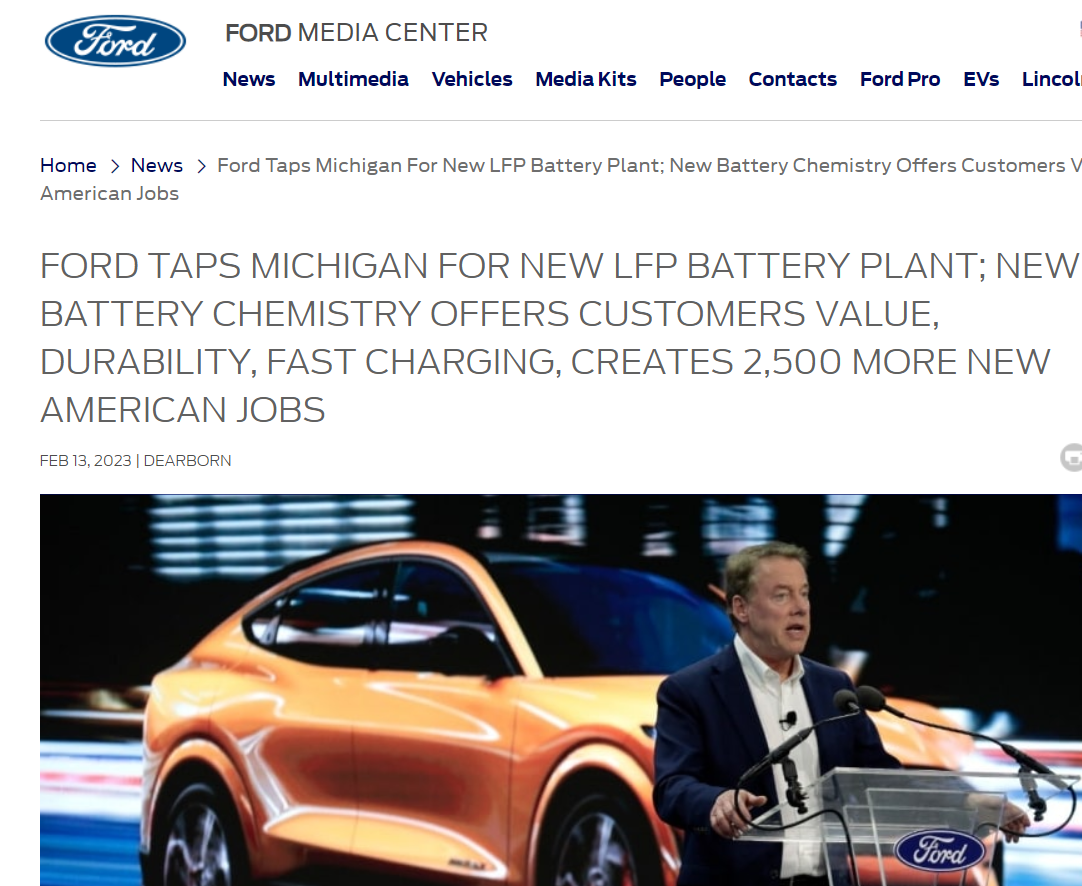 Ford
FORD MEDIA CENTER
News Multimedia Vehicles Media Kits People Contacts Ford Pro EVs Lincol
Home > News > Ford Taps Michigan For New LFP Battery Plant; New Battery Chemistry Offers Customers V
American Jobs
FORD TAPS MICHIGAN FOR NEW LFP BATTERY PLANT; NEW
BATTERY CHEMISTRY OFFERS CUSTOMERS VALUE,
DURABILITY, FAST CHARGING, CREATES 2,500 MORE NEW
AMERICAN JOBS
FEB 13, 2023 | DEARBORN
Ford